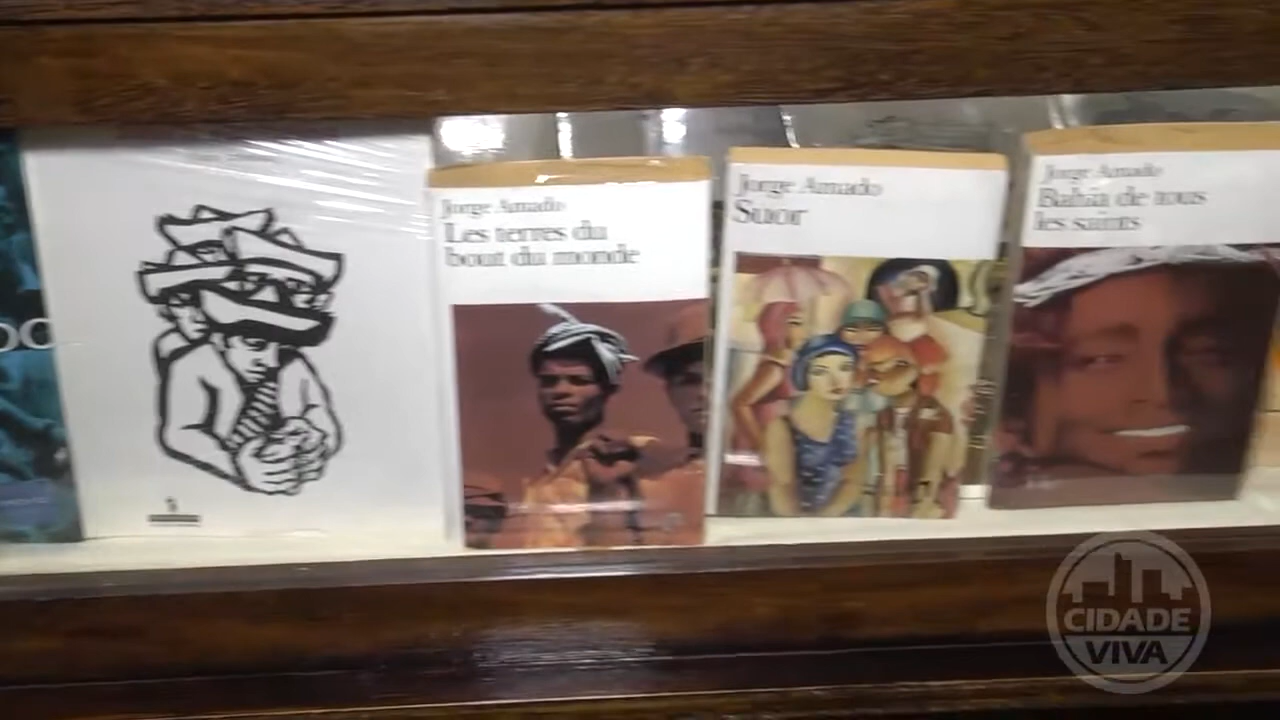 Jorge Amado
Les terres du
bout du monde
Jorge Amado
Suor
Jorge Amado
Bahia de tous
les saints
CIDADE
VIVA